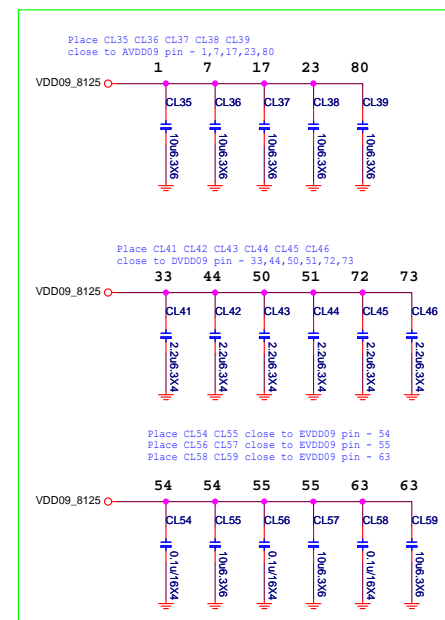 Place CL35 CL36 CL37 CL38 CL39
close to AVDD09 pin - 1,7,17,23,80
1 7 17 23 80
VDD09_8125
CL35 CL36 CL37 CL38 CL39
10u6.3X6 10u6.3X6 10u6.3X6 10u6.3X6 10u6.3X6
Place CL41 CL42 CL43 CL44 CL45 CL46
close to DVDD09 pin - 33,44,50,51,72,73
33 44 50 51 72 73
VDD09_8125
CL41 CL42 CL43 CL44 CL45 CL46
2.2u6.3X4 2.2u6.3X4 2.2u6.3X4 2.2u6.3X4 2.2u6.3X4 2.2u6.3X4
Place CL54 CL55 close to EVDD09 pin - 54
Place CL56 CL57 close to EVDD09 pin - 55
Place CL58 CL59 close to EVDD09 pin - 63
54 54 55 55 63 63
VDD09_8125
CL54 CL55 CL56 CL57 CL58 CL59
0.1u/16X4 10u6.3X6 0.1u/16X4 10u6.3X6 0.1u/16X4 10u6.3X6